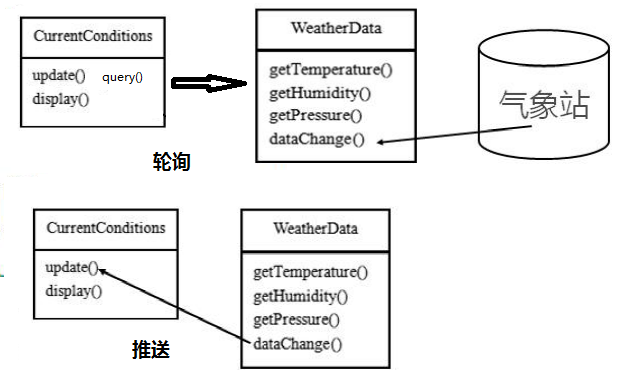 CurrentConditions
update() query()
display()
WeatherData
getTemperature()
getHumidity()
getPressure()
dataChange()
气象站
轮询
CurrentConditions
update()
display()
WeatherData
getTemperature()
getHumidity()
getPressure()
dataChange()
推送